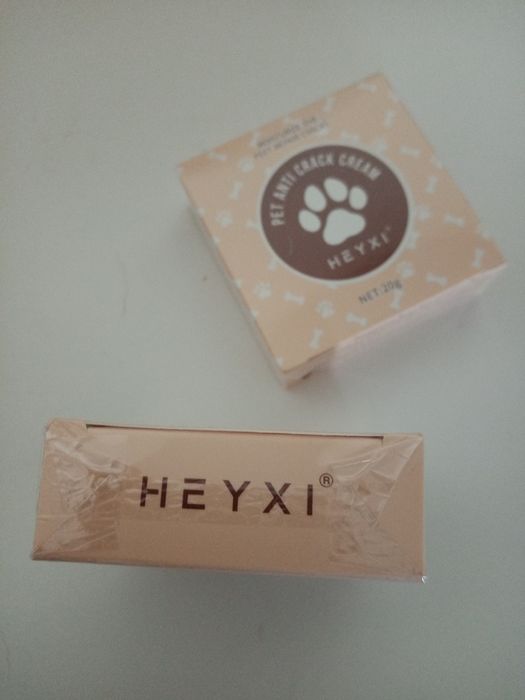 PET ANTI CRACK CREAM
HEYXI
NET:20g
HEYXI®